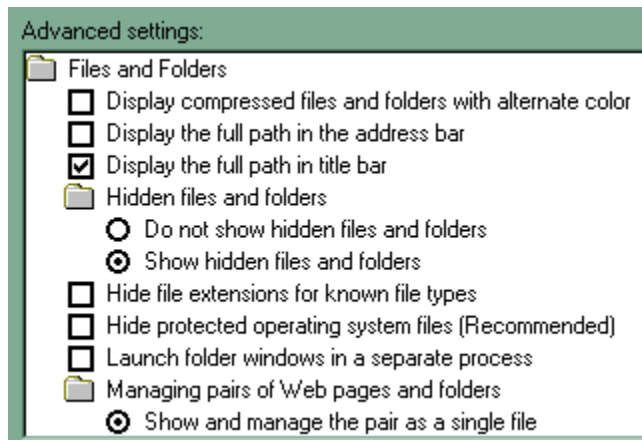 Advanced settings:
Files and Folders
Display compressed files and folders with alternate color
Display the full path in the address bar
Display the full path in title bar
Hidden files and folders
Do not show hidden files and folders
Show hidden files and folders
Hide file extensions for known file types
Hide protected operating system files (Recommended)
Launch folder windows in a separate process
Managing pairs of Web pages and folders
Show and manage the pair as a single file